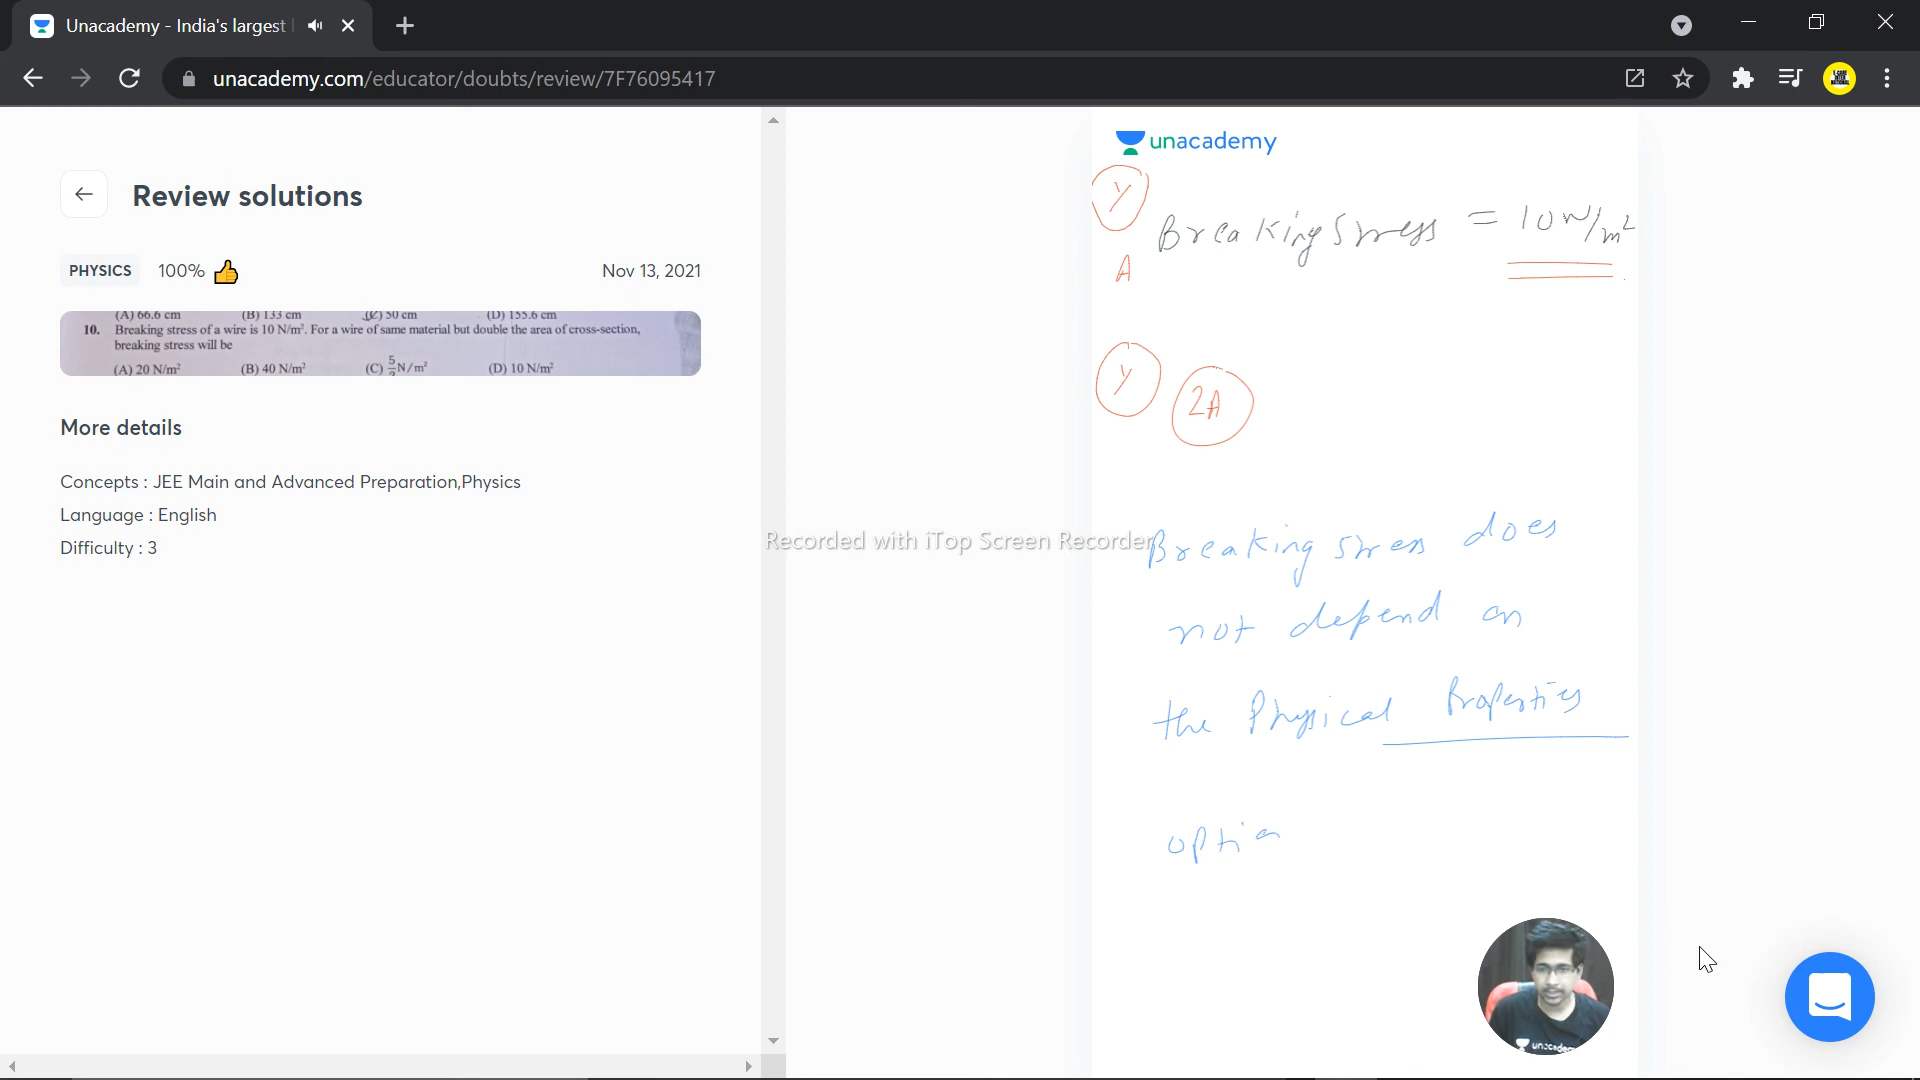 Unacademy - India's largest
unacademy.com/educator/doubts/review/7F76095417
Review solutions
PHYSICS 100% 👍 Nov 13, 2021
(A) 66.6 cm (B) 133 cm (C) 50 cm (D) 155.6 cm
10. Breaking stress of a wire is 10 N/m². For a wire of same material but double the area of cross-section,
breaking stress will be
(A) 20 N/m² (B) 40 N/m² (C) 5/2 N/m² (D) 10 N/m²
More details
Concepts : JEE Main and Advanced Preparation,Physics
Language : English
Difficulty : 3
unacademy
Y
Breaking Stress = 10 N/m²
A
Y 2A
Recorded with iTop Screen Recorder
Breaking stress does
not depend on
the Physical Properties
option
unacademy